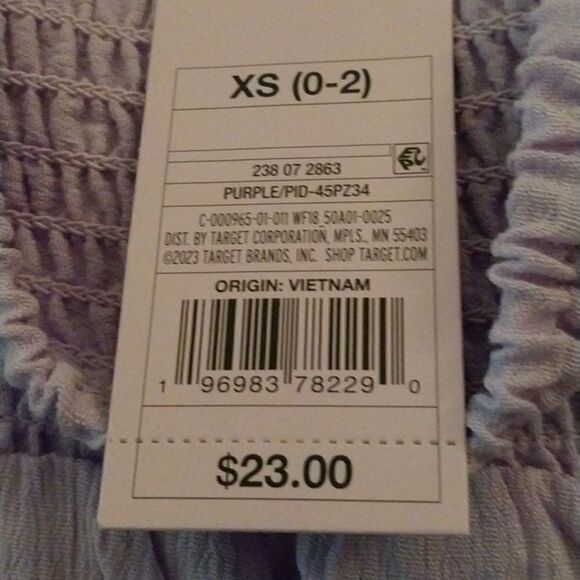 XS (0-2)
238 07 2863
PURPLE/PID-45PZ34
C-000965-01-011 WF18 50A01-0025
DIST. BY TARGET CORPORATION, MPLS., MN 55403
©2023 TARGET BRANDS, INC. SHOP TARGET.COM
ORIGIN: VIETNAM
1 96983 78229 0
$23.00